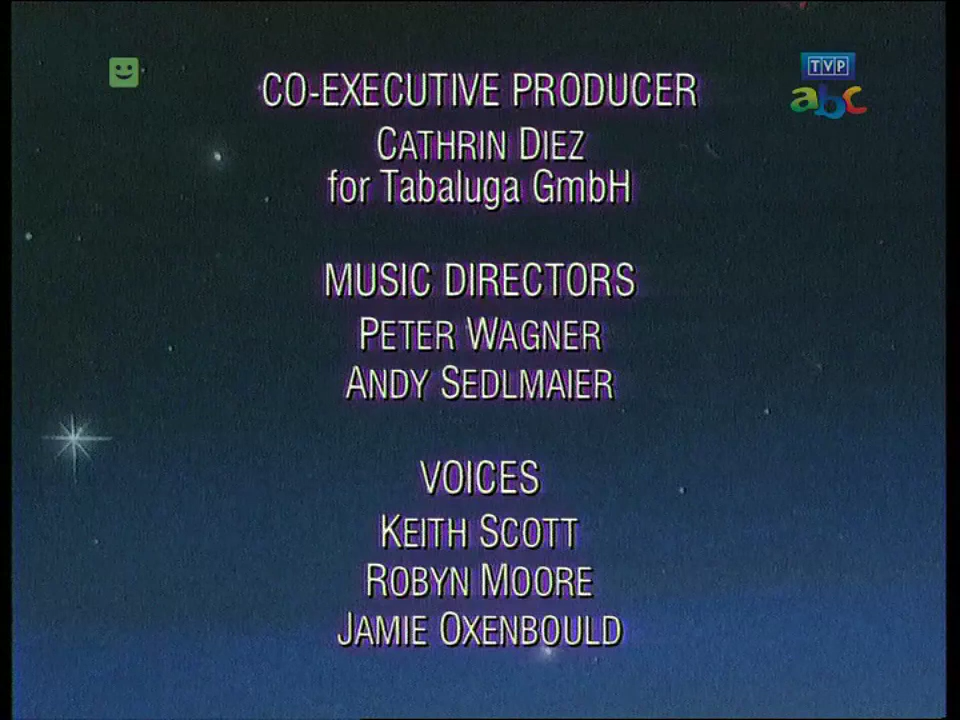 TVP
abc
CO-EXECUTIVE PRODUCER
CATHRIN DIEZ
for Tabaluga GmbH
MUSIC DIRECTORS
PETER WAGNER
ANDY SEDLMAIER
VOICES
KEITH SCOTT
ROBYN MOORE
JAMIE OXENBOULD